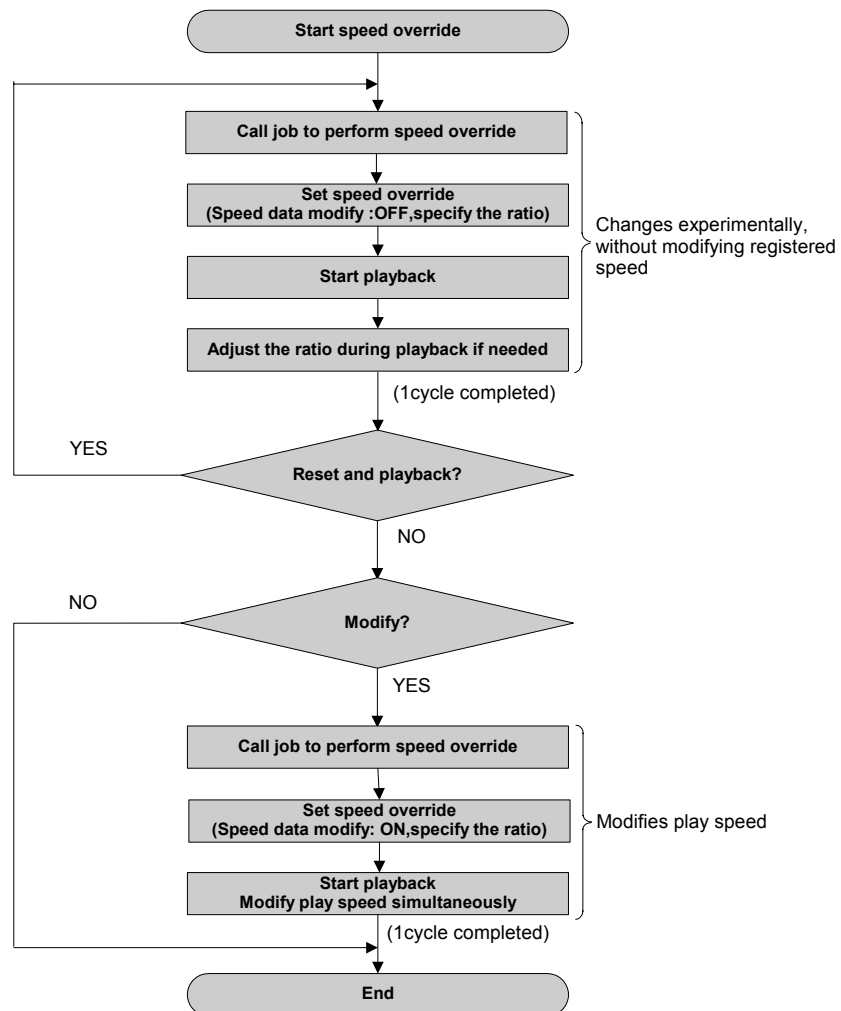 Start speed override
Call job to perform speed override
Set speed override
(Speed data modify :OFF,specify the ratio)
Start playback
Adjust the ratio during playback if needed
Changes experimentally,
without modifying registered
speed
(1cycle completed)
YES
Reset and playback?
NO
NO
Modify?
YES
Call job to perform speed override
Set speed override
(Speed data modify: ON,specify the ratio)
Start playback
Modify play speed simultaneously
Modifies play speed
(1cycle completed)
End